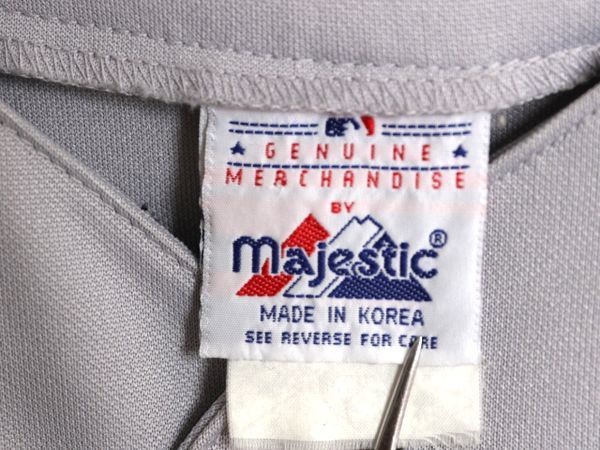 GENUINE
MERCHANDISE
BY
Majestic®
MADE IN KOREA
SEE REVERSE FOR CARE